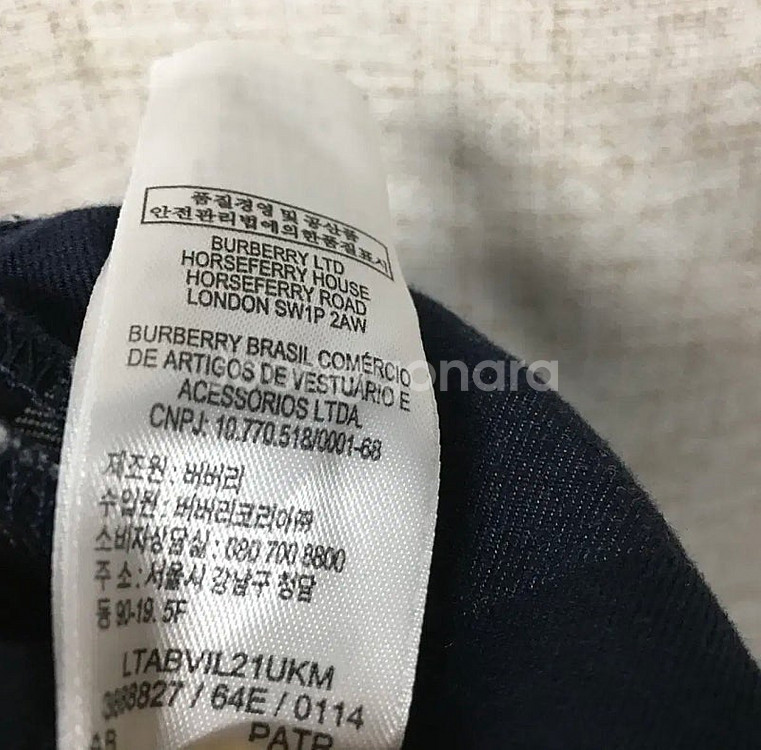 품질경영 및 공산품
안전관리법에의한품질표시
BURBERRY LTD
HORSEFERRY HOUSE
HORSEFERRY ROAD
LONDON SW1P 2AW
BURBERRY BRASIL COMÉRCIO
DE ARTIGOS DE VESTUÁRIO E
ACESSÓRIOS LTDA.
CNPJ: 10.770.518/0001-68
제조원 : 버버리
수입원 : 버버리코리아㈜
소비자상담실 : 080 700 8800
주 소 : 서울시 강남구 청담
동 90-19. 5F
LTABVIL21UKM
/ 64E / 0114